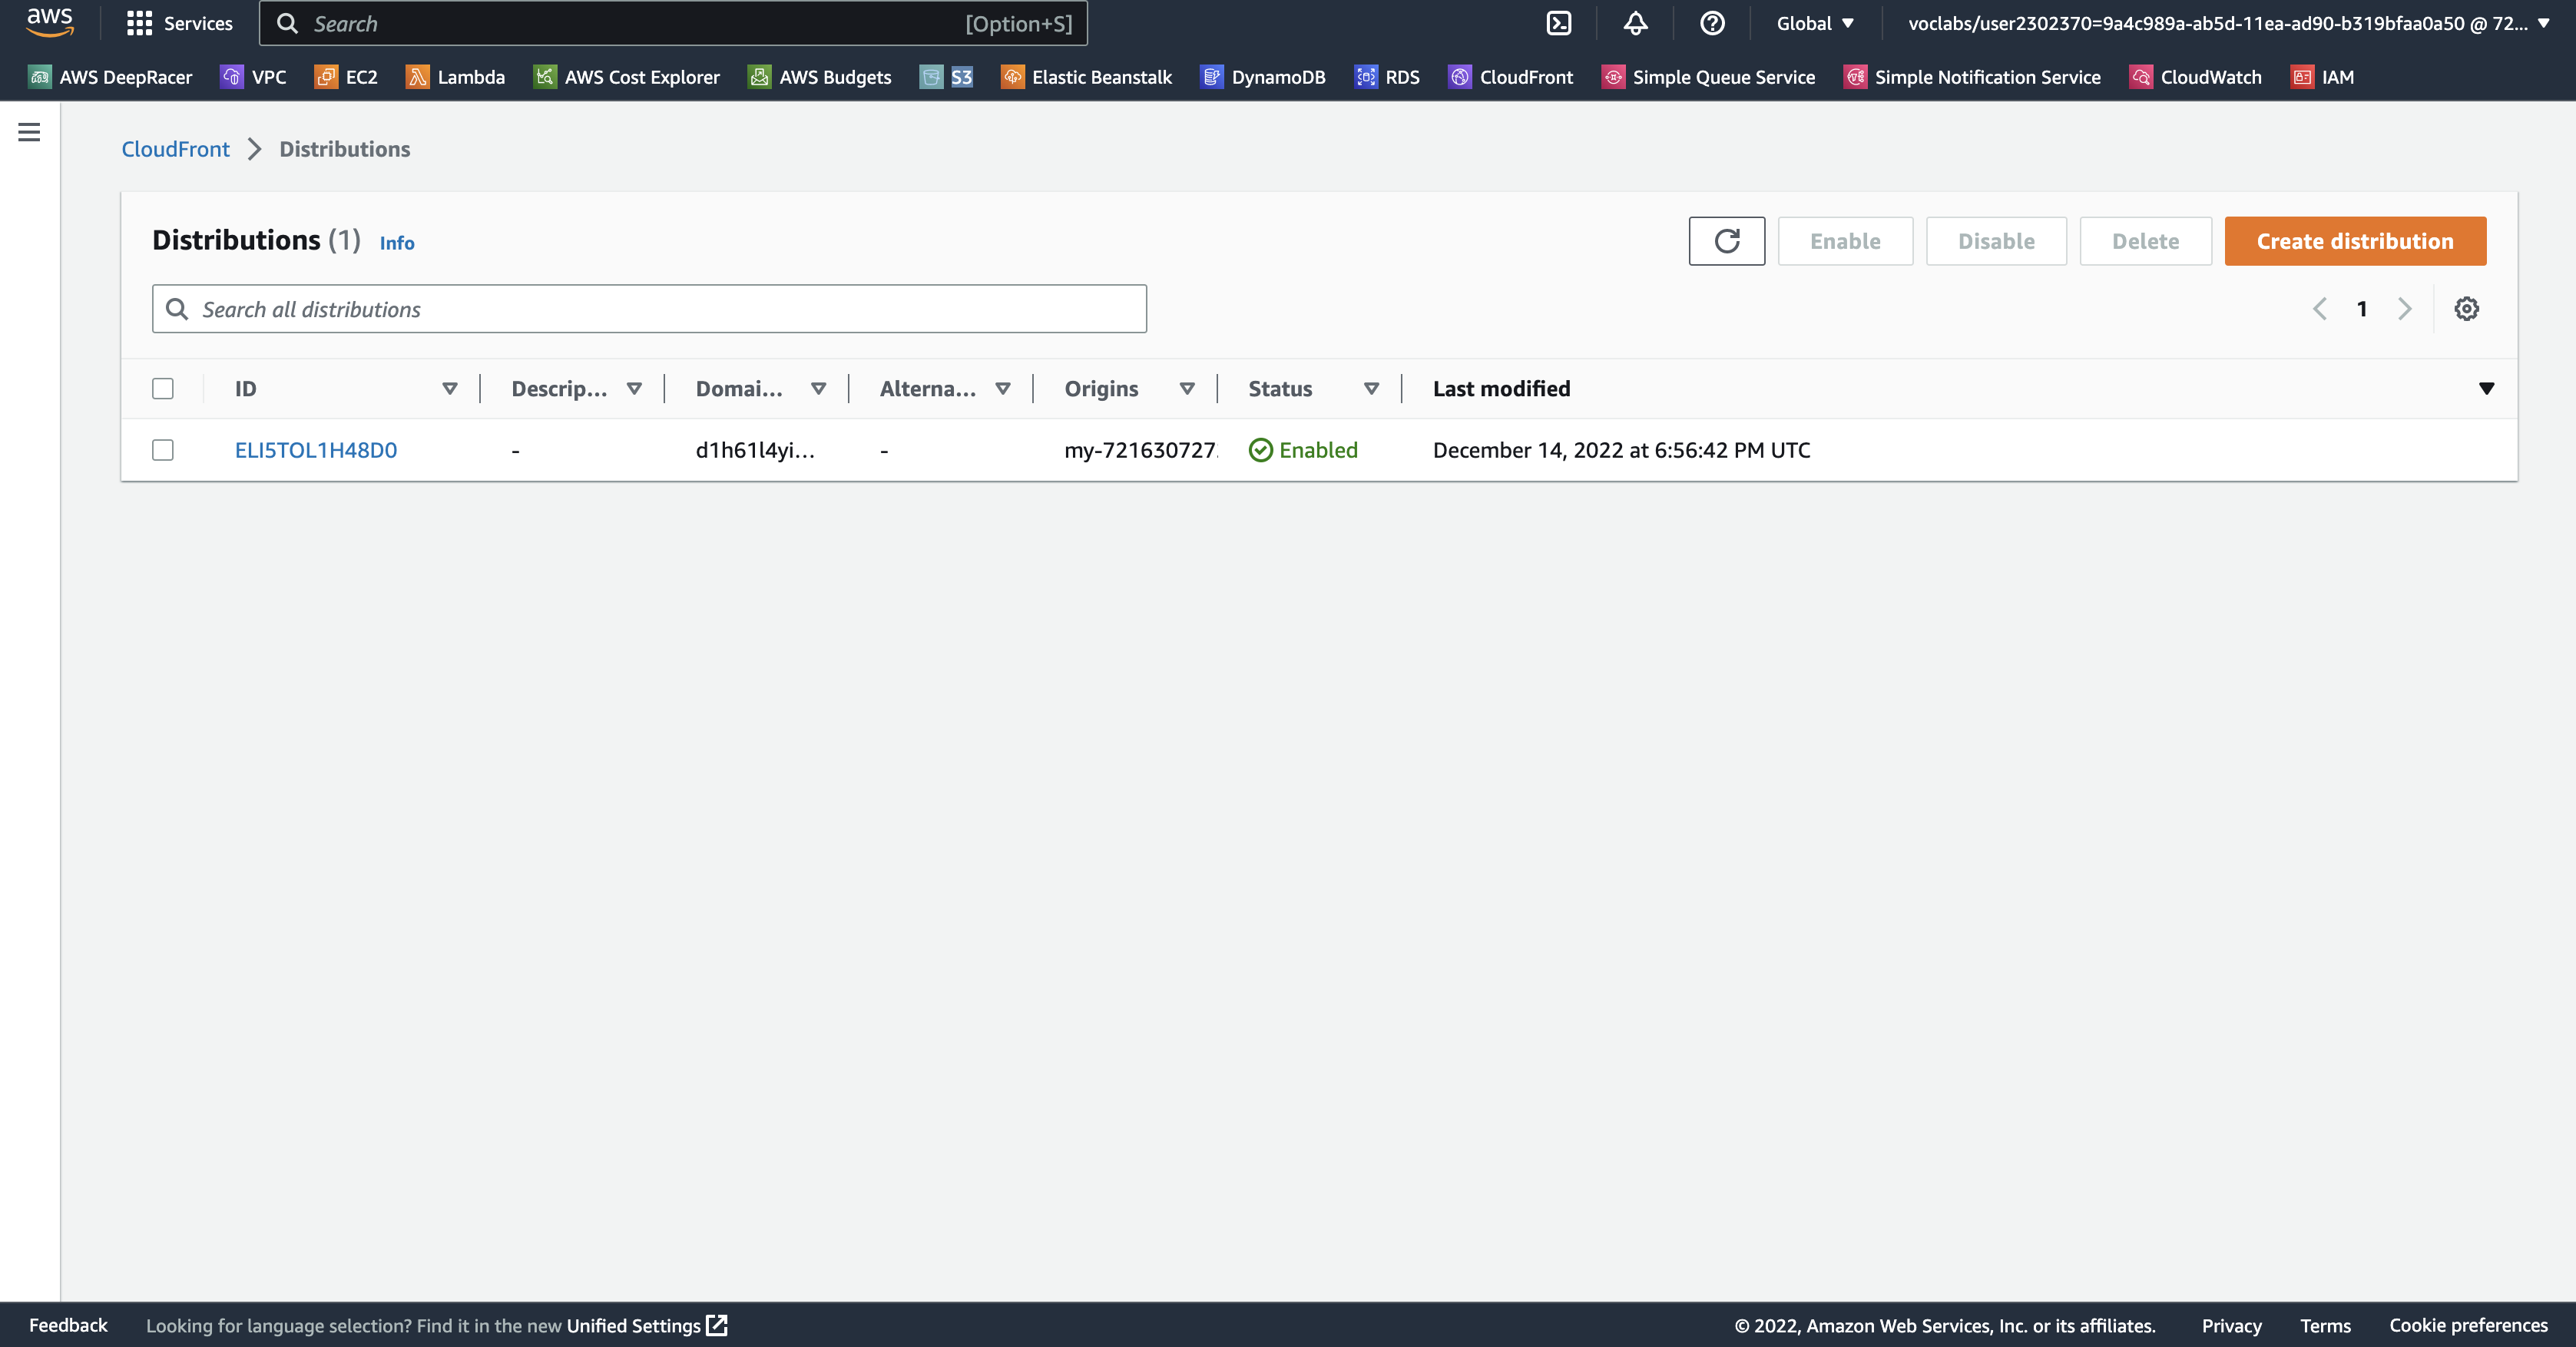 aws Services Search [Option+S] Global voclabs/user2302370=9a4c989a-ab5d-11ea-ad90-b319bfaa0a50 @ 72...
AWS DeepRacer VPC EC2 Lambda AWS Cost Explorer AWS Budgets S3 Elastic Beanstalk DynamoDB RDS CloudFront Simple Queue Service Simple Notification Service CloudWatch IAM
CloudFront Distributions
Distributions (1) Info Enable Disable Delete Create distribution
Search all distributions 1
ID Descrip... Domai... Alterna... Origins Status Last modified
ELI5TOL1H48D0 - d1h61l4yi... - my-721630727 Enabled December 14, 2022 at 6:56:42 PM UTC
Feedback Looking for language selection? Find it in the new Unified Settings © 2022, Amazon Web Services, Inc. or its affiliates. Privacy Terms Cookie preferences